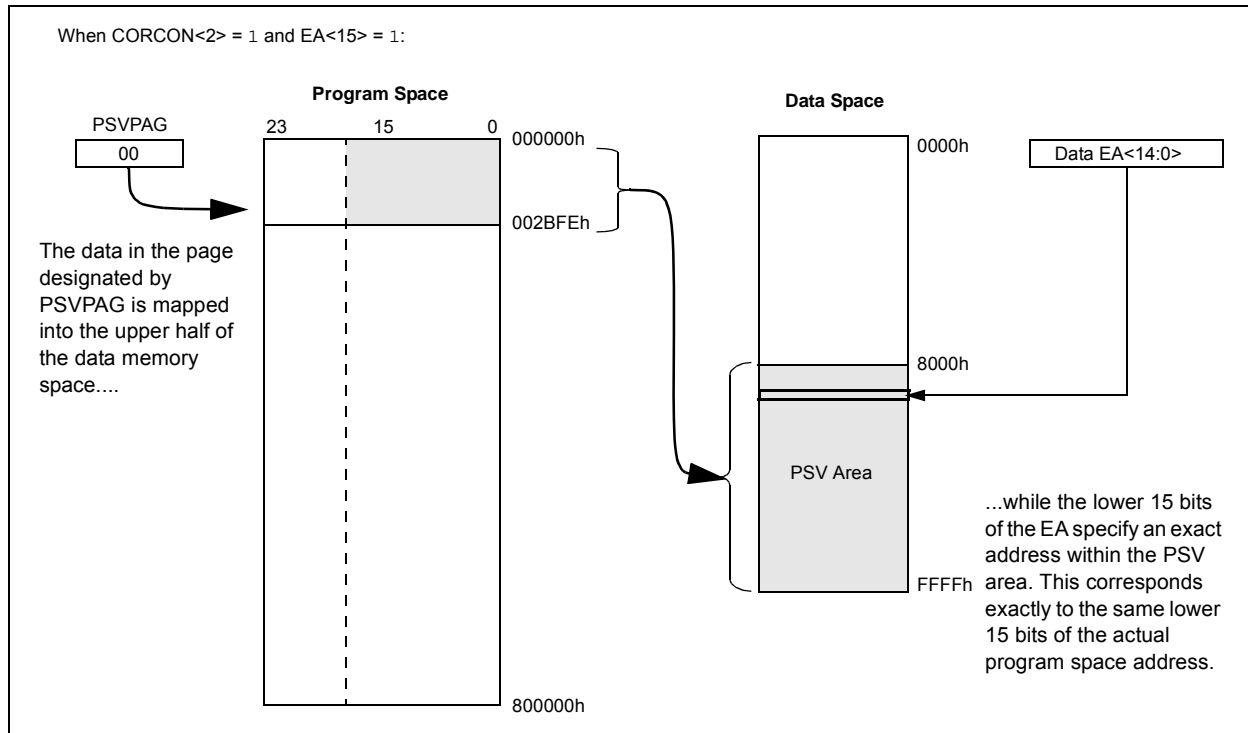 When CORCON<2> = 1 and EA<15> = 1:
Program Space
Data Space
PSVPAG
23 15 0
000000h
0000h
00
Data EA<14:0>
002BFEh
The data in the page
designated by
PSVPAG is mapped
into the upper half of
the data memory
space....
8000h
PSV Area
...while the lower 15 bits
of the EA specify an exact
address within the PSV
area. This corresponds
exactly to the same lower
15 bits of the actual
program space address.
FFFFh
800000h